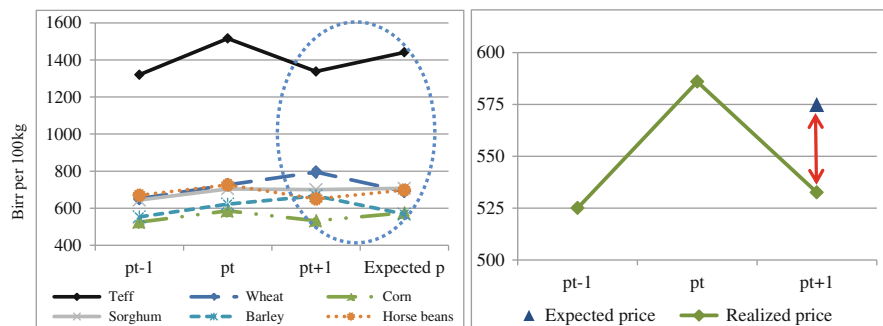 1600
1400
1200
1000
800
600
400
Birr per 100kg
pt-1 pt pt+1 Expected p
Teff Wheat Corn
Sorghum Barley Horse beans
600
575
550
525
500
pt-1 pt pt+1
Expected price Realized price